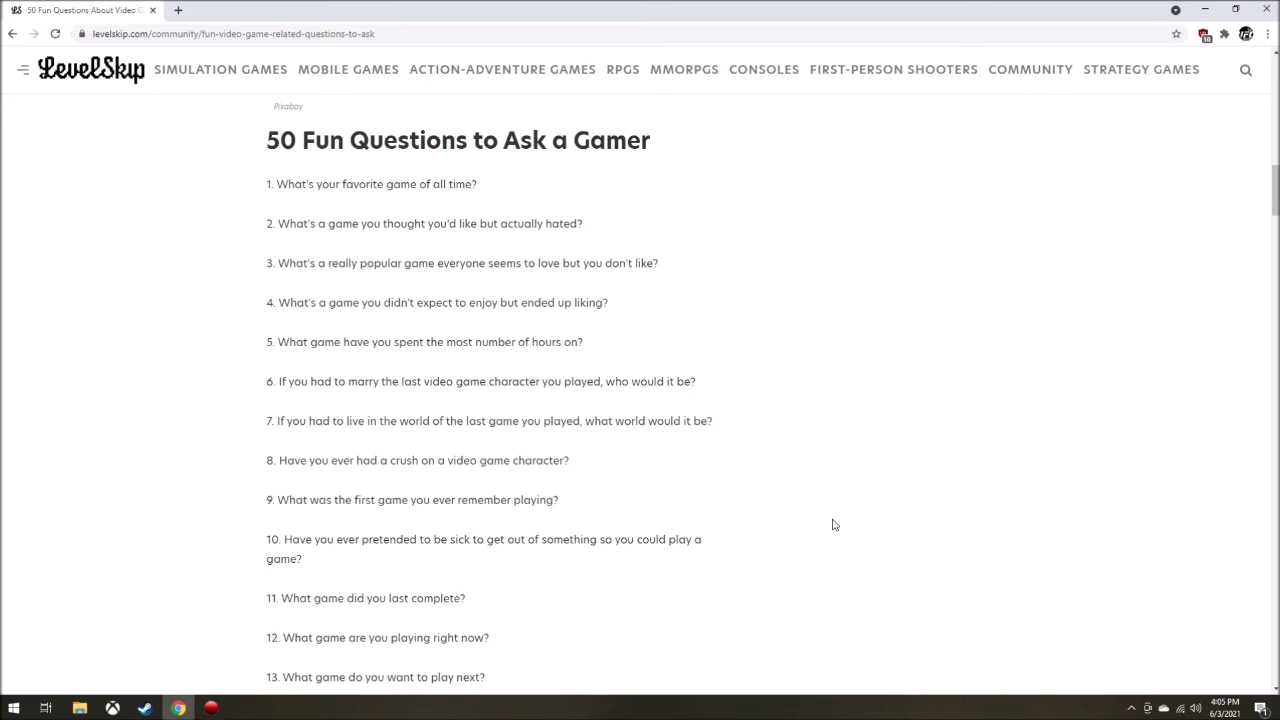 50 Fun Questions About Video G
levelskip.com/community/fun-video-game-related-questions-to-ask
10
LevelSkip SIMULATION GAMES MOBILE GAMES ACTION-ADVENTURE GAMES RPGS MMORPGS CONSOLES FIRST-PERSON SHOOTERS COMMUNITY STRATEGY GAMES
Pixabay
50 Fun Questions to Ask a Gamer
1. What's your favorite game of all time?
2. What's a game you thought you'd like but actually hated?
3. What's a really popular game everyone seems to love but you don't like?
4. What's a game you didn't expect to enjoy but ended up liking?
5. What game have you spent the most number of hours on?
6. If you had to marry the last video game character you played, who would it be?
7. If you had to live in the world of the last game you played, what world would it be?
8. Have you ever had a crush on a video game character?
9. What was the first game you ever remember playing?
10. Have you ever pretended to be sick to get out of something so you could play a
game?
11. What game did you last complete?
12. What game are you playing right now?
13. What game do you want to play next?
4:05 PM
6/3/2021
1